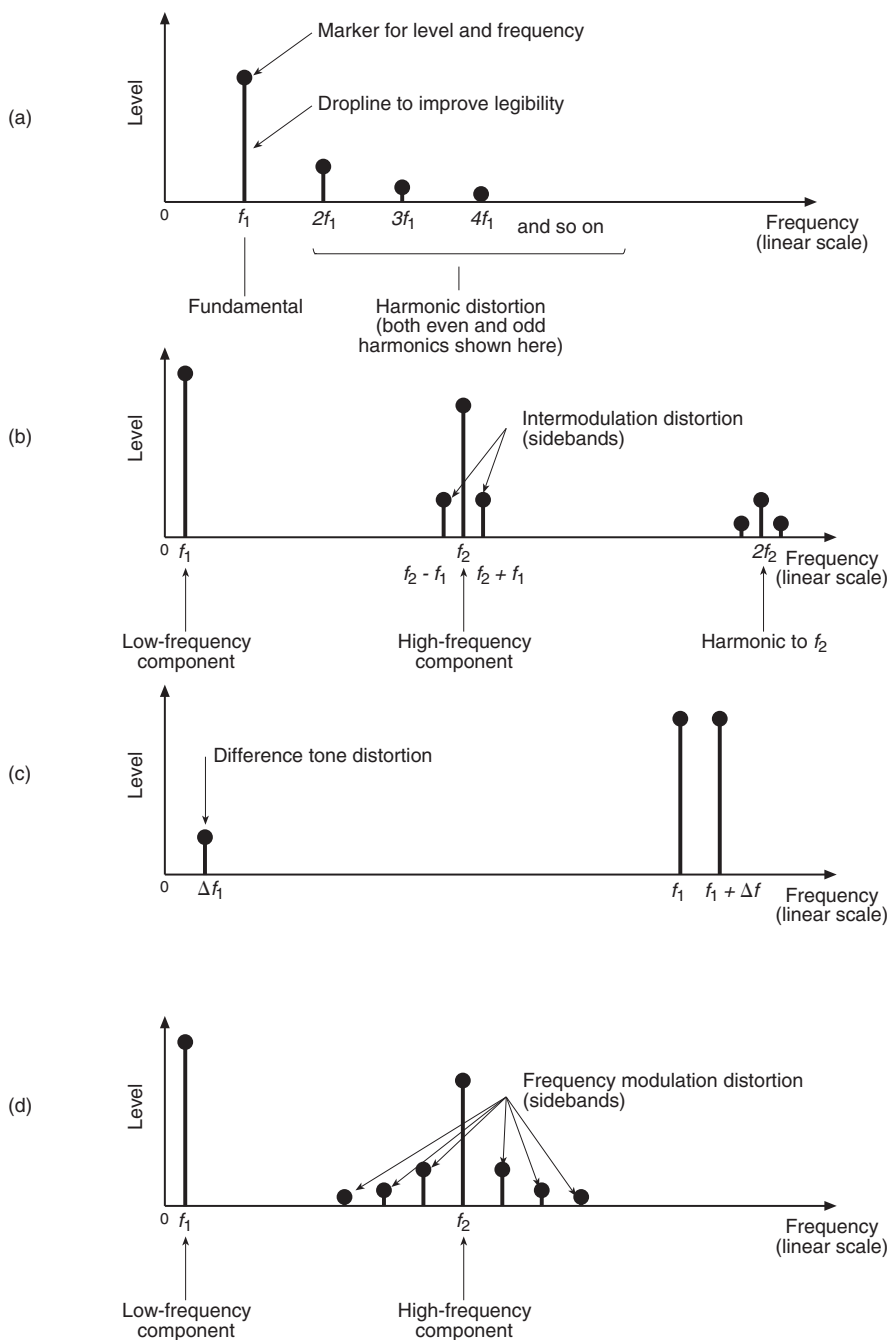 (a)
Level
Marker for level and frequency
Dropline to improve legibility
0
f1
2f1
3f1
4f1
and so on
Frequency
(linear scale)
Fundamental
Harmonic distortion
(both even and odd
harmonics shown here)
(b)
Level
Intermodulation distortion
(sidebands)
0
f1
f2
2f2
Frequency
(linear scale)
f2 - f1
f2 + f1
Low-frequency
component
High-frequency
component
Harmonic to f2
(c)
Level
Difference tone distortion
0
Δf1
f1
f1 + Δf
Frequency
(linear scale)
(d)
Level
Frequency modulation distortion
(sidebands)
0
f1
f2
Frequency
(linear scale)
Low-frequency
component
High-frequency
component